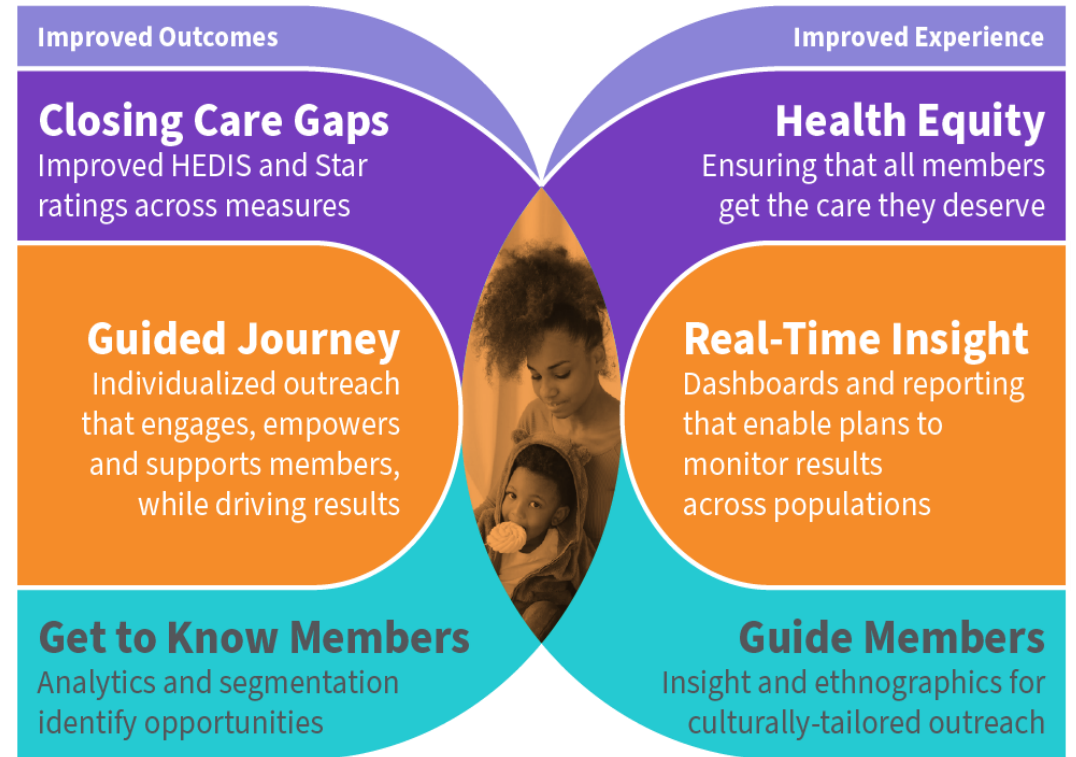 Improved Outcomes
Improved Experience
Closing Care Gaps
Improved HEDIS and Star
ratings across measures
Health Equity
Ensuring that all members
get the care they deserve
Guided Journey
Individualized outreach
that engages, empowers
and supports members,
while driving results
Real-Time Insight
Dashboards and reporting
that enable plans to
monitor results
across populations
Get to Know Members
Analytics and segmentation
identify opportunities
Guide Members
Insight and ethnographics for
culturally-tailored outreach